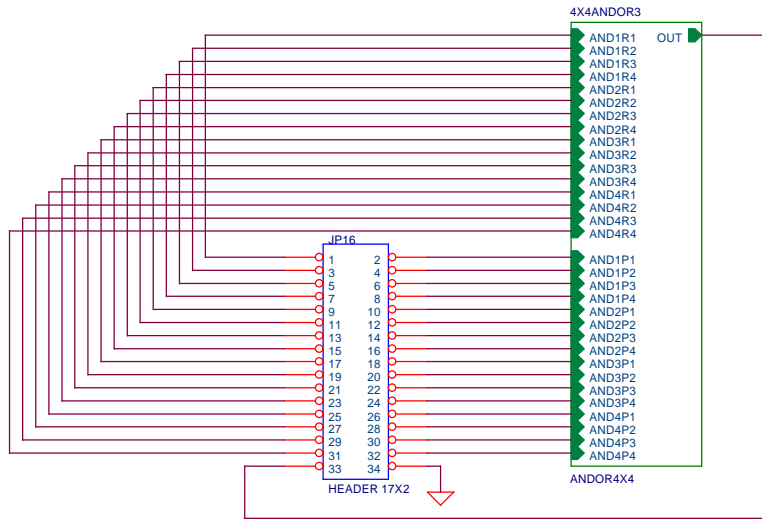 4X4ANDOR3
AND1R1 OUT
AND1R2
AND1R3
AND1R4
AND2R1
AND2R2
AND2R3
AND2R4
AND3R1
AND3R2
AND3R3
AND3R4
AND4R1
AND4R2
AND4R3
AND4R4
JP16
1 2 AND1P1
3 4 AND1P2
5 6 AND1P3
7 8 AND1P4
9 10 AND2P1
11 12 AND2P2
13 14 AND2P3
15 16 AND2P4
17 18 AND3P1
19 20 AND3P2
21 22 AND3P3
23 24 AND3P4
25 26 AND4P1
27 28 AND4P2
29 30 AND4P3
31 32 AND4P4
33 34
ANDOR4X4
HEADER 17X2